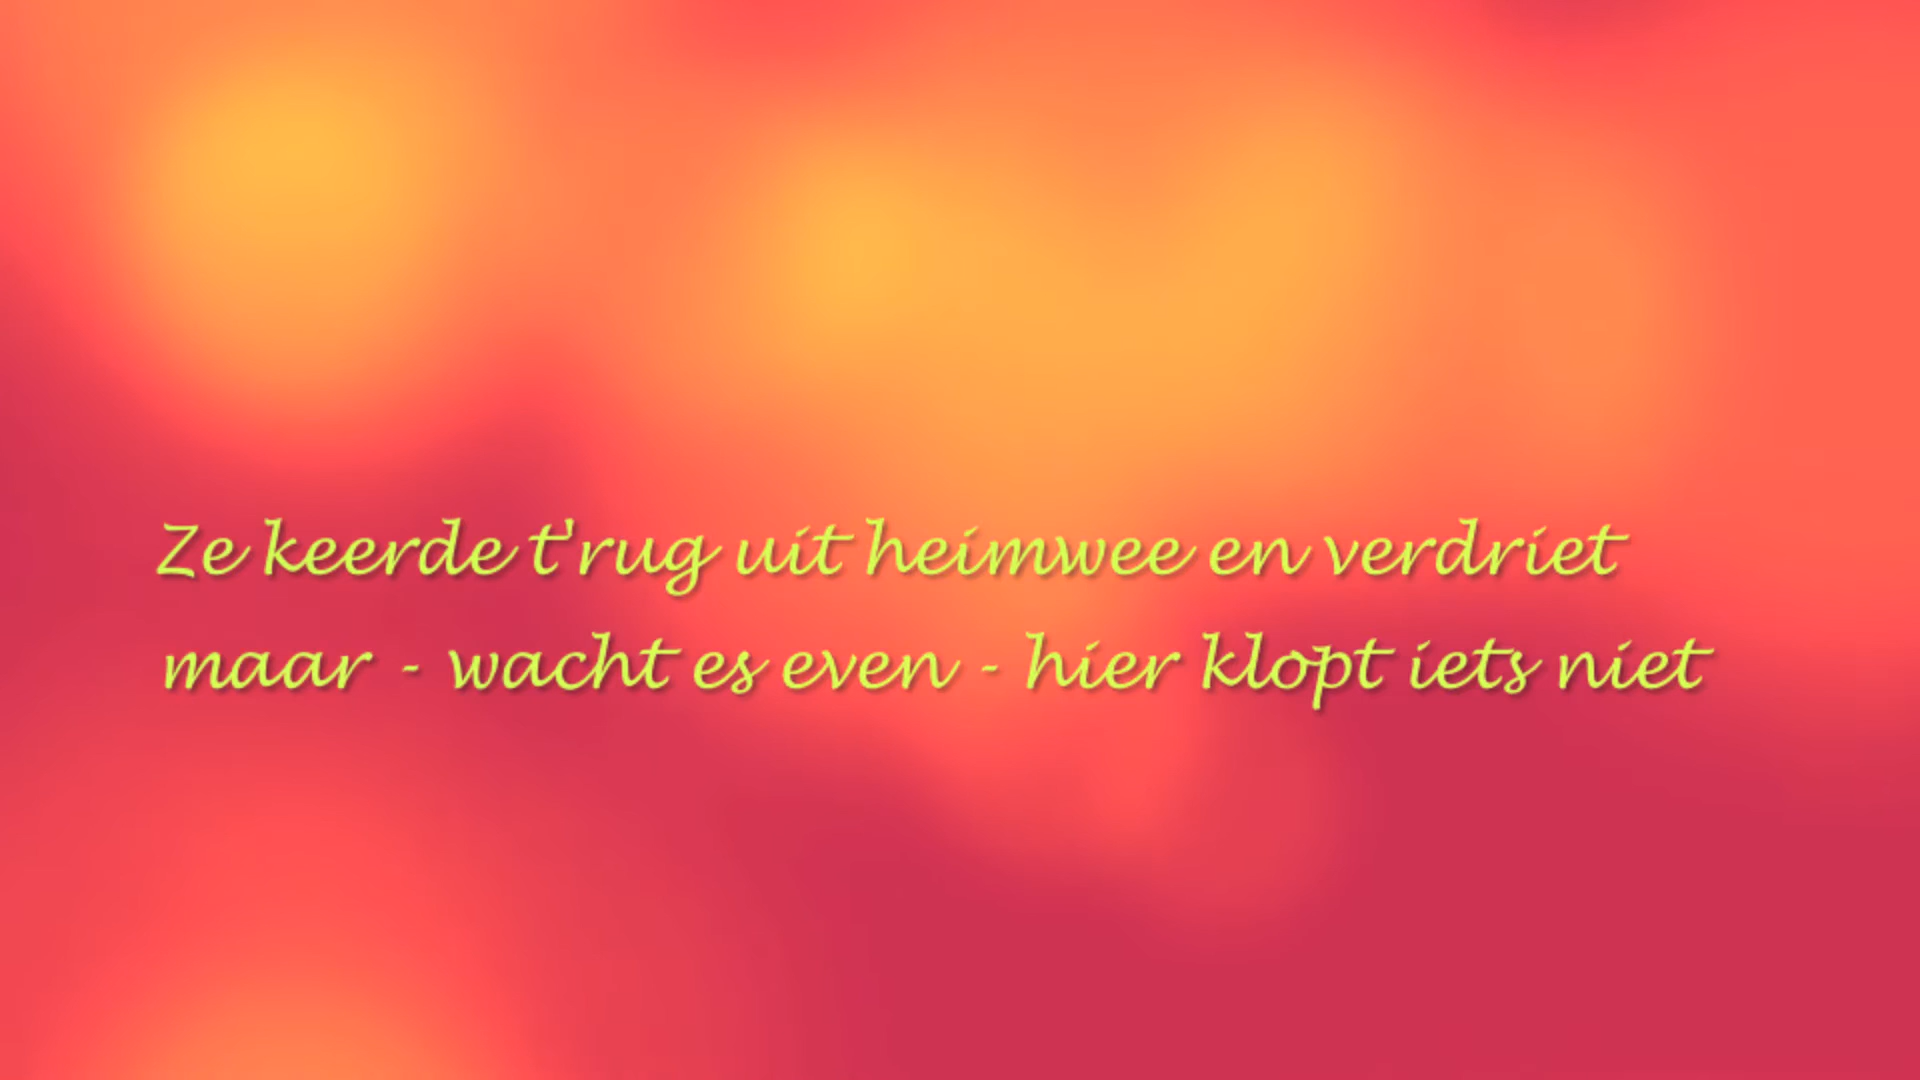 Ze keerde t'rug uit heimwee en verdriet
maar - wacht es even - hier klopt iets niet